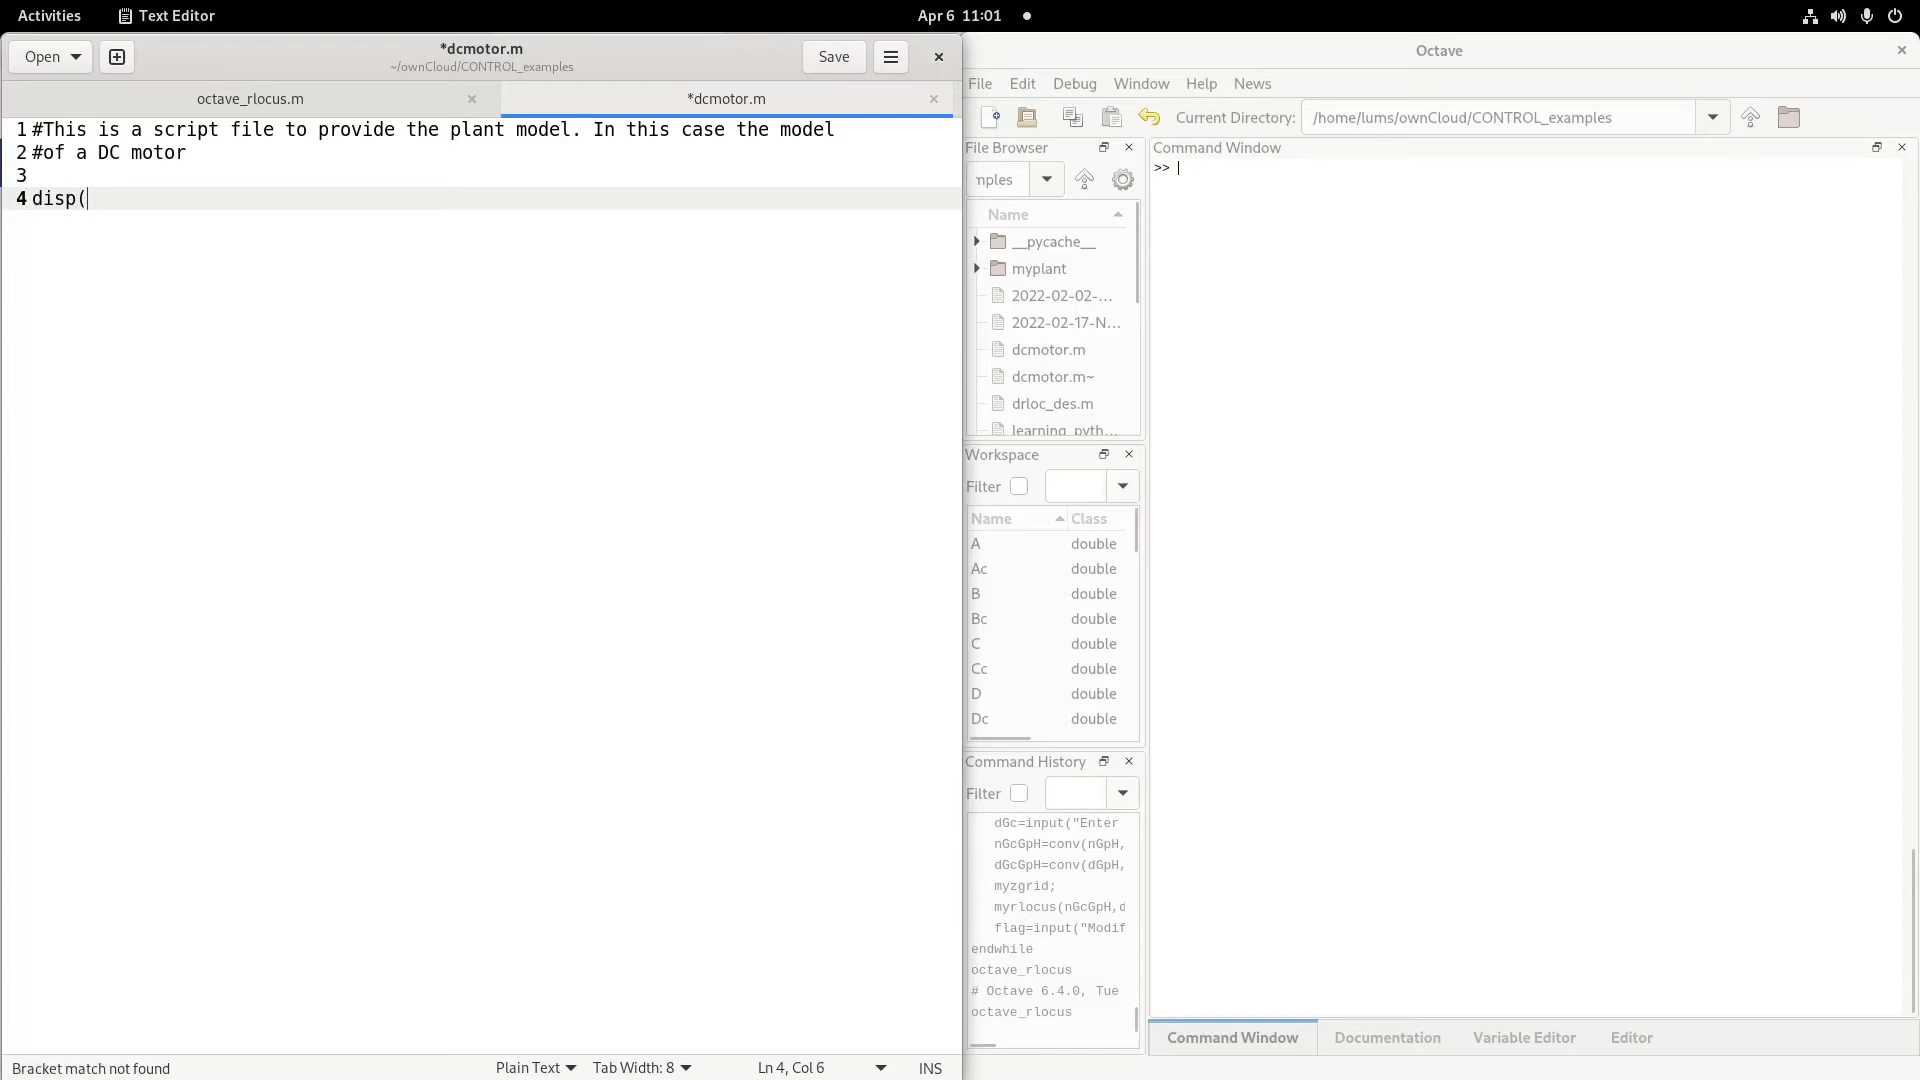 Activities
Text Editor
Apr 6 11:01
Open
*dcmotor.m
~/ownCloud/CONTROL_examples
Save
octave_rlocus.m
*dcmotor.m
1 #This is a script file to provide the plant model. In this case the model
2 #of a DC motor
3
4 disp(
Bracket match not found
Plain Text
Tab Width: 8
Ln 4, Col 6
INS
Octave
File
Edit
Debug
Window
Help
News
Current Directory:
/home/lums/ownCloud/CONTROL_examples
File Browser
mples
Name
__pycache__
myplant
2022-02-02-...
2022-02-17-N...
dcmotor.m
dcmotor.m~
drloc_des.m
learning_pyth...
Workspace
Filter
Name
Class
A double
Ac double
B double
Bc double
C double
Cc double
D double
Dc double
Command History
Filter
dGc=input("Enter
nGcGpH=conv(nGpH,
dGcGpH=conv(dGpH,
myzgrid;
myrlocus(nGcGpH,d
flag=input("Modif
endwhile
octave_rlocus
# Octave 6.4.0, Tue
octave_rlocus
Command Window
>>
Command Window
Documentation
Variable Editor
Editor